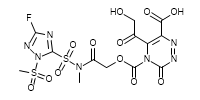 HO O OH
F O
N N O O O N
N N S N O N N
O=S=O O O
O